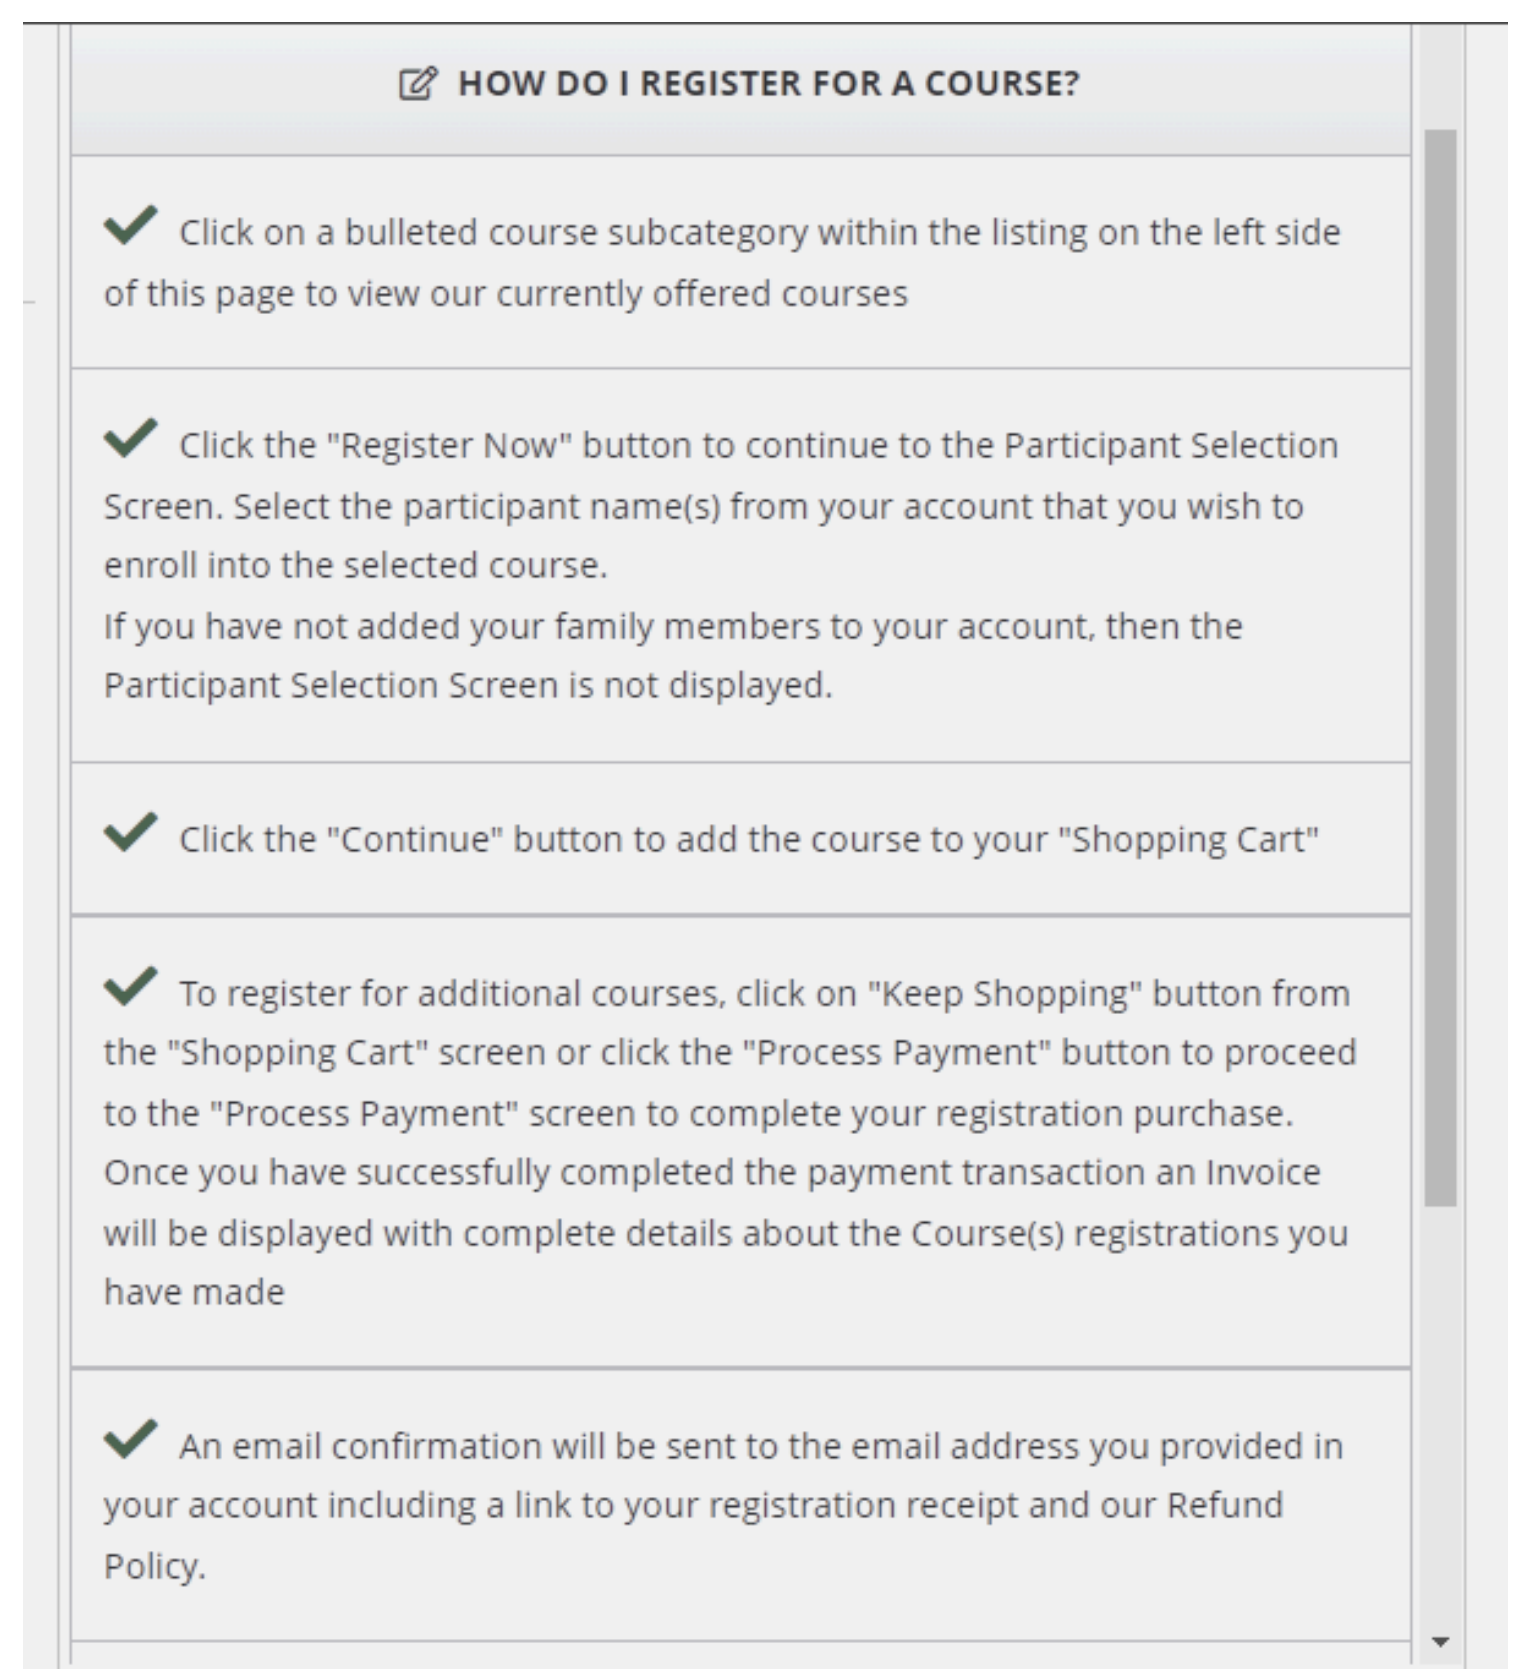 HOW DO I REGISTER FOR A COURSE?
Click on a bulleted course subcategory within the listing on the left side
of this page to view our currently offered courses
Click the "Register Now" button to continue to the Participant Selection
Screen. Select the participant name(s) from your account that you wish to
enroll into the selected course.
If you have not added your family members to your account, then the
Participant Selection Screen is not displayed.
Click the "Continue" button to add the course to your "Shopping Cart"
To register for additional courses, click on "Keep Shopping" button from
the "Shopping Cart" screen or click the "Process Payment" button to proceed
to the "Process Payment" screen to complete your registration purchase.
Once you have successfully completed the payment transaction an Invoice
will be displayed with complete details about the Course(s) registrations you
have made
An email confirmation will be sent to the email address you provided in
your account including a link to your registration receipt and our Refund
Policy.